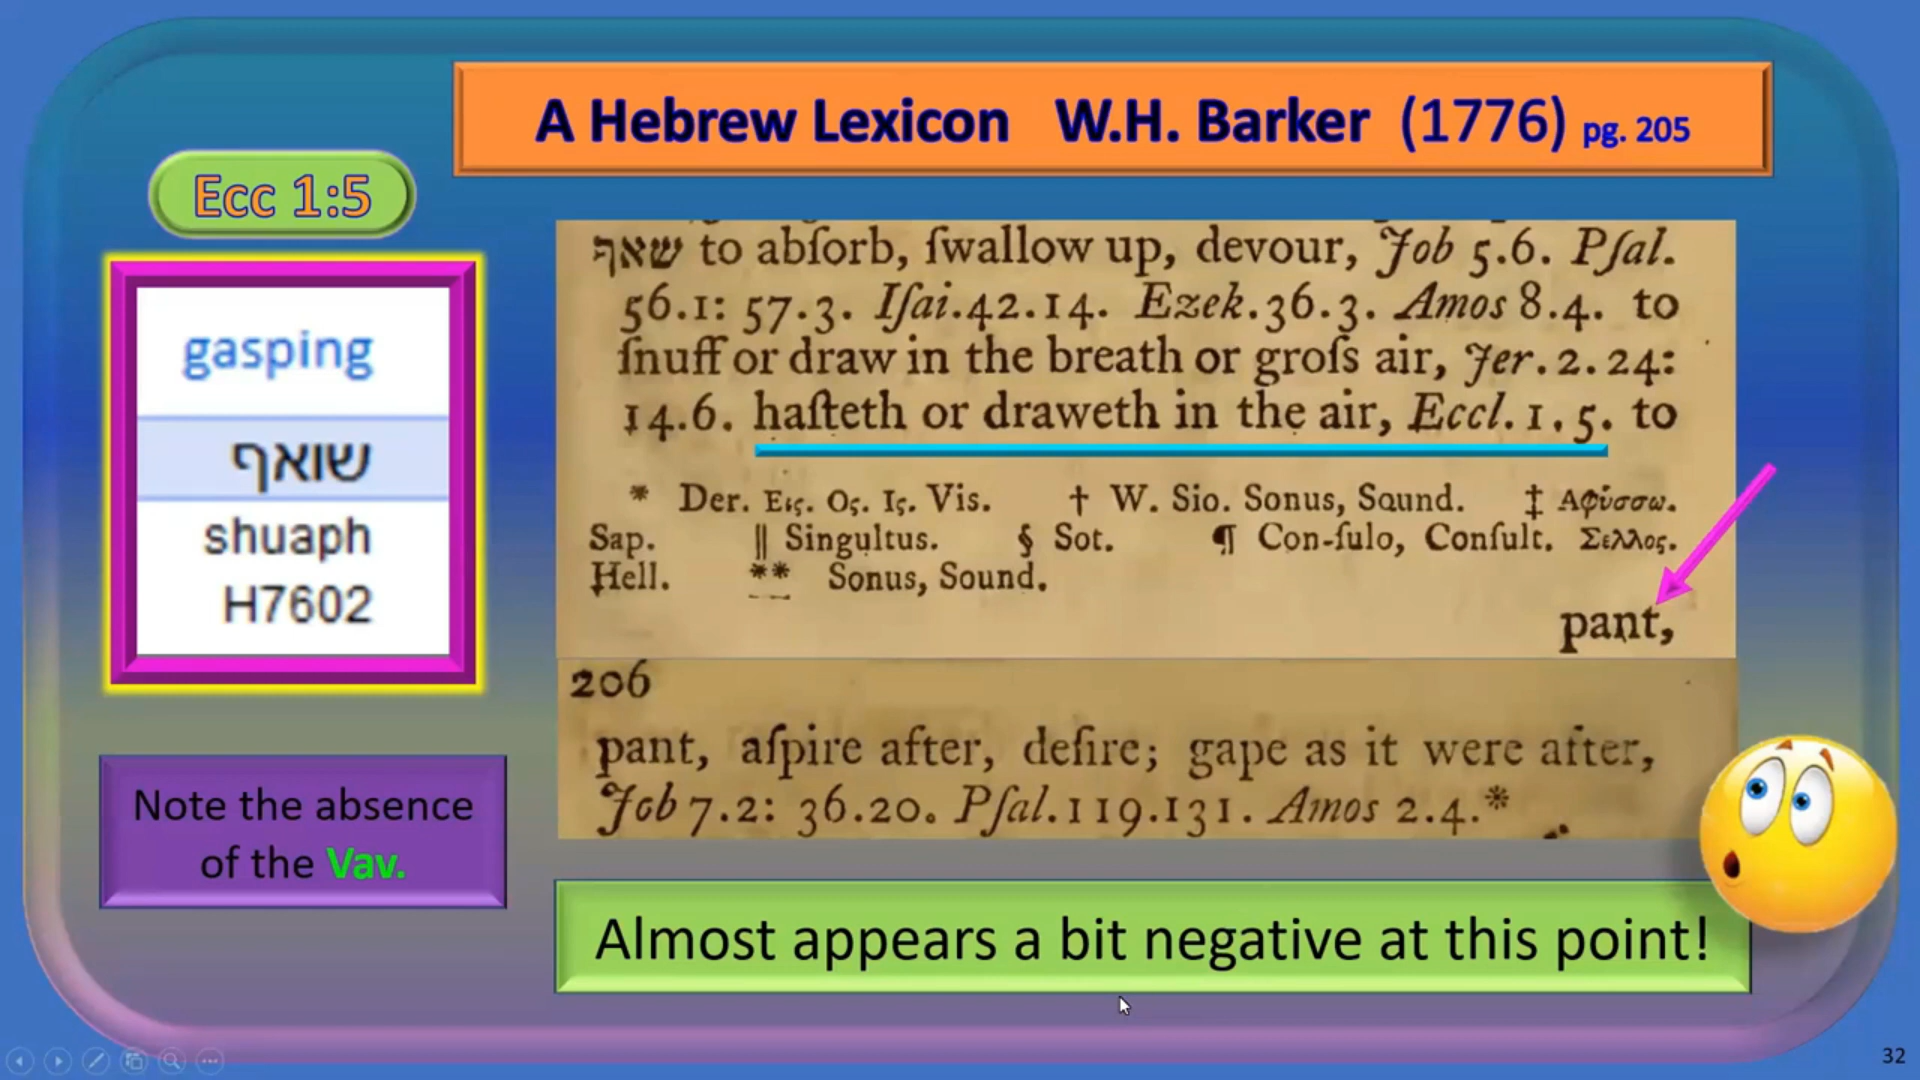 A Hebrew Lexicon W.H. Barker (1776) pg. 205
Ecc 1:5
gasping
שואף
shuaph
H7602
Note the absence
of the Vav.
שאף to abſorb, ſwallow up, devour, Job 5.6. Pſal.
56.1: 57.3. Iſai.42.14. Ezek.36.3. Amos 8.4. to
ſnuff or draw in the breath or groſs air, Jer.2.24:
14.6. haſteth or draweth in the air, Eccl.1.5. to
* Der. Εις. Ος. Ις. Vis. † W. Sio. Sonus, Sound. ‡ Αφύσσω.
Sap. ‖ Singultus. § Sot. ¶ Con-ſulo, Conſult. Σελλος.
Hell. ** Sonus, Sound.
pant,
206
pant, aſpire after, deſire; gape as it were after,
Job 7.2: 36.20. Pſal.119.131. Amos 2.4.*
Almost appears a bit negative at this point!
32